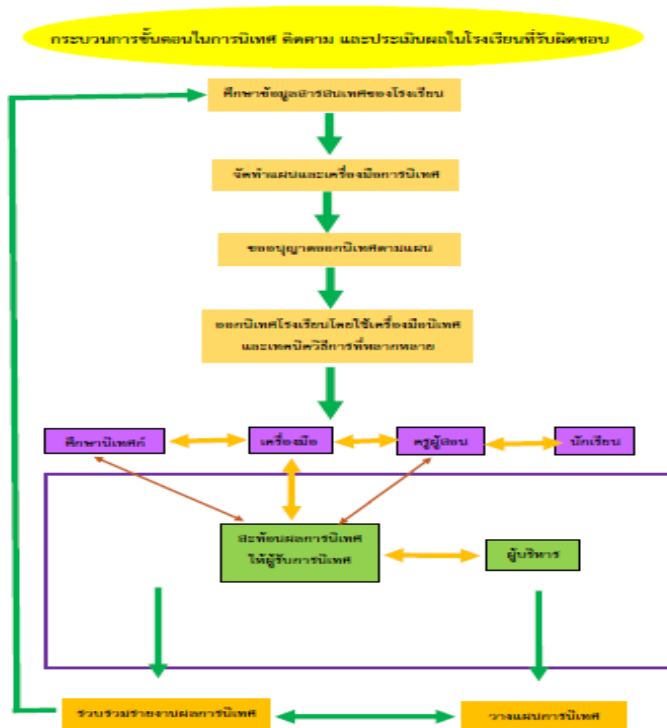 กระบวนการขั้นตอนในการนิเทศ ติดตาม และประเมินผลในโรงเรียนที่รับผิดชอบ
ศึกษาข้อมูลสารสนเทศของโรงเรียน
จัดทำแผนและเครื่องมือการนิเทศ
ขออนุญาตออกนิเทศตามแผน
ออกนิเทศโรงเรียนโดยใช้เครื่องมือนิเทศ
และเทคนิควิธีการที่หลากหลาย
ศึกษานิเทศก์
เครื่องมือ
ครูผู้สอน
นักเรียน
สะท้อนผลการนิเทศ
ให้ผู้รับการนิเทศ
ผู้บริหาร
รวบรวมรายงานผลการนิเทศ
วางแผนการนิเทศ